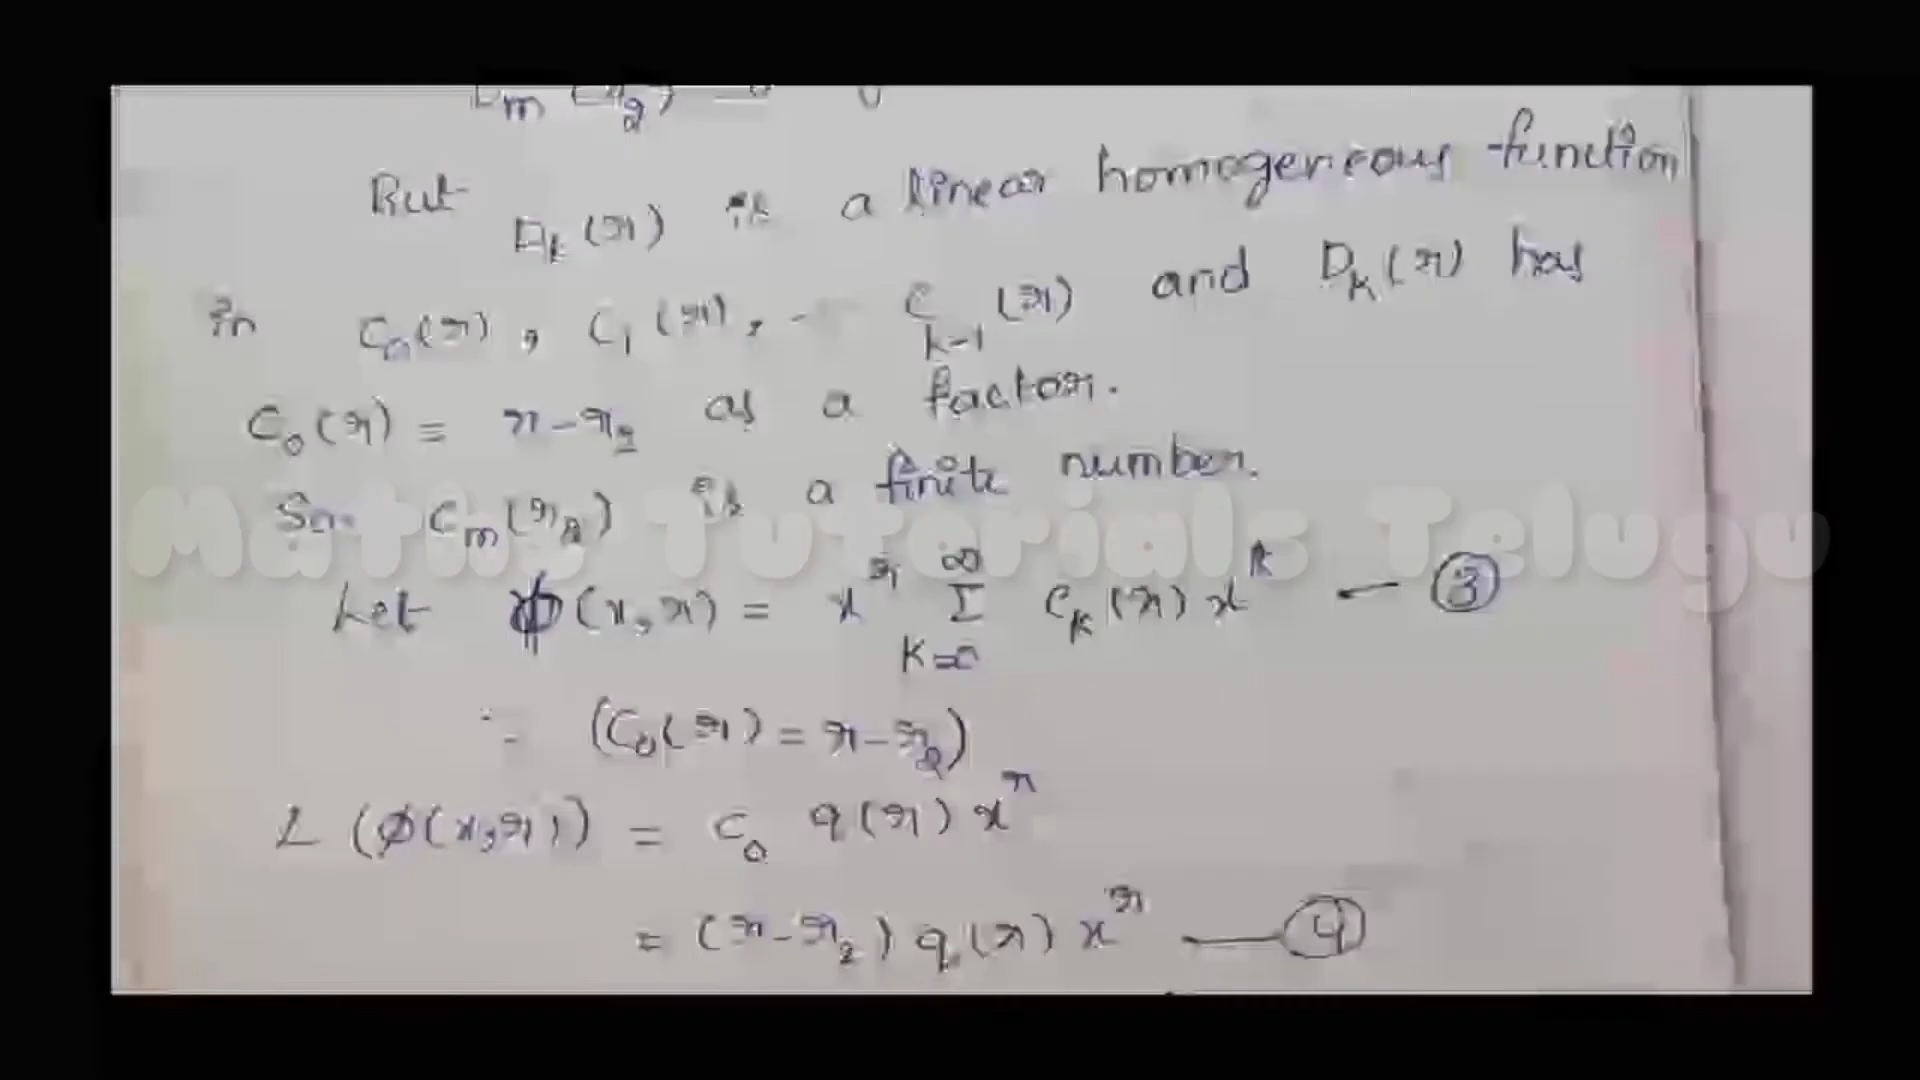 But D_k(r) is a linear homogeneous function
in C_0(r), C_1(r), -- C_{k-1}(r) and D_k(r) has
C_0(r) = r-r_2 as a factor.
So C_m(r_2) is a finite number.
Maths Tutorials Telugu
Let ϕ(x,r) = x^r ∑_{K=0}^{∞} C_k(r) x^k — ③
(C_0(r) = r-r_2)
L(ϕ(x,r)) = C_0 q(r) x^r
= (r-r_2) q(r) x^r — ④